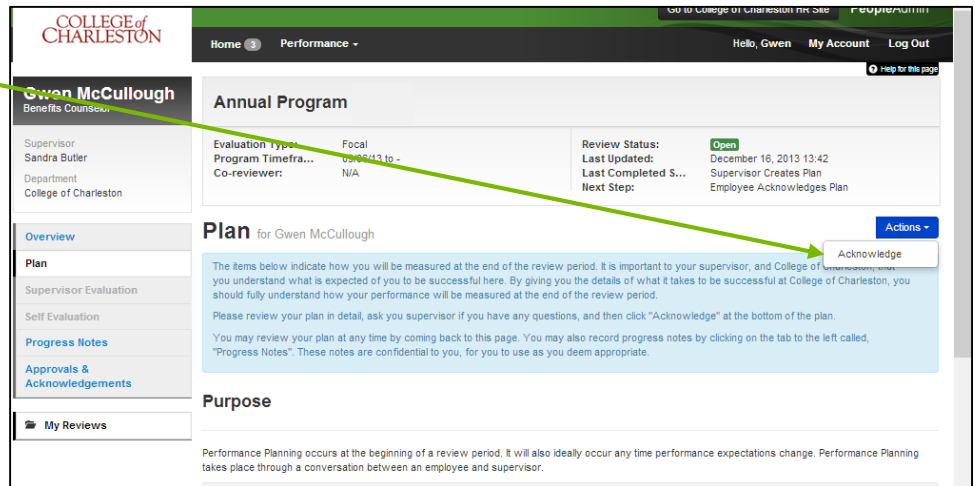 Go to College of Charleston HR Site PeopleAdmin
COLLEGE of
CHARLESTON
Home 3 Performance
Hello, Gwen My Account Log Out
Help for this page
Gwen McCullough
Benefits Counselor
Supervisor
Sandra Butler
Department
College of Charleston
Overview
Plan
Supervisor Evaluation
Self Evaluation
Progress Notes
Approvals &
Acknowledgements
My Reviews
Annual Program
Evaluation Type: Focal
Program Timefra... to -
Co-reviewer: N/A
Review Status: Open
Last Updated: December 16, 2013 13:42
Last Completed S... Supervisor Creates Plan
Next Step: Employee Acknowledges Plan
Plan for Gwen McCullough
Actions
Acknowledge
The items below indicate how you will be measured at the end of the review period. It is important to your supervisor, and College of Charleston, that
you understand what is expected of you to be successful here. By giving you the details of what it takes to be successful at College of Charleston, you
should fully understand how your performance will be measured at the end of the review period.
Please review your plan in detail, ask you supervisor if you have any questions, and then click "Acknowledge" at the bottom of the plan.
You may review your plan at any time by coming back to this page. You may also record progress notes by clicking on the tab to the left called,
"Progress Notes". These notes are confidential to you, for you to use as you deem appropriate.
Purpose
Performance Planning occurs at the beginning of a review period. It will also ideally occur any time performance expectations change. Performance Planning
takes place through a conversation between an employee and supervisor.